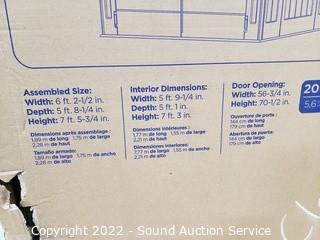 Assembled Size:
Width: 6 ft. 2-1/2 in.
Depth: 5 ft. 8-1/4 in.
Height: 7 ft. 5-3/4 in.
Dimensions après assemblage :
1,89 m de long 1,75 m de large
2,28 m de haut
Tamaño armado:
1,89 m de largo 1,75 m de ancho
2,28 m de alto
Interior Dimensions:
Width: 5 ft. 9-1/4 in.
Depth: 5 ft. 1 in.
Height: 7 ft. 3 in.
Dimensions intérieures :
1,77 m de long 1,55 m de large
2,21 m de haut
Dimensiones interiores:
1,77 m de largo 1,55 m de ancho
2,21 m de alto
Door Opening:
Width: 56-3/4 in.
Height: 70-1/2 in.
Ouverture de porte :
144 cm de long
179 cm de haut
Abertura de puerta:
144 cm de largo
179 cm de alto
20
5,6
Copyright 2022 - Sound Auction Service